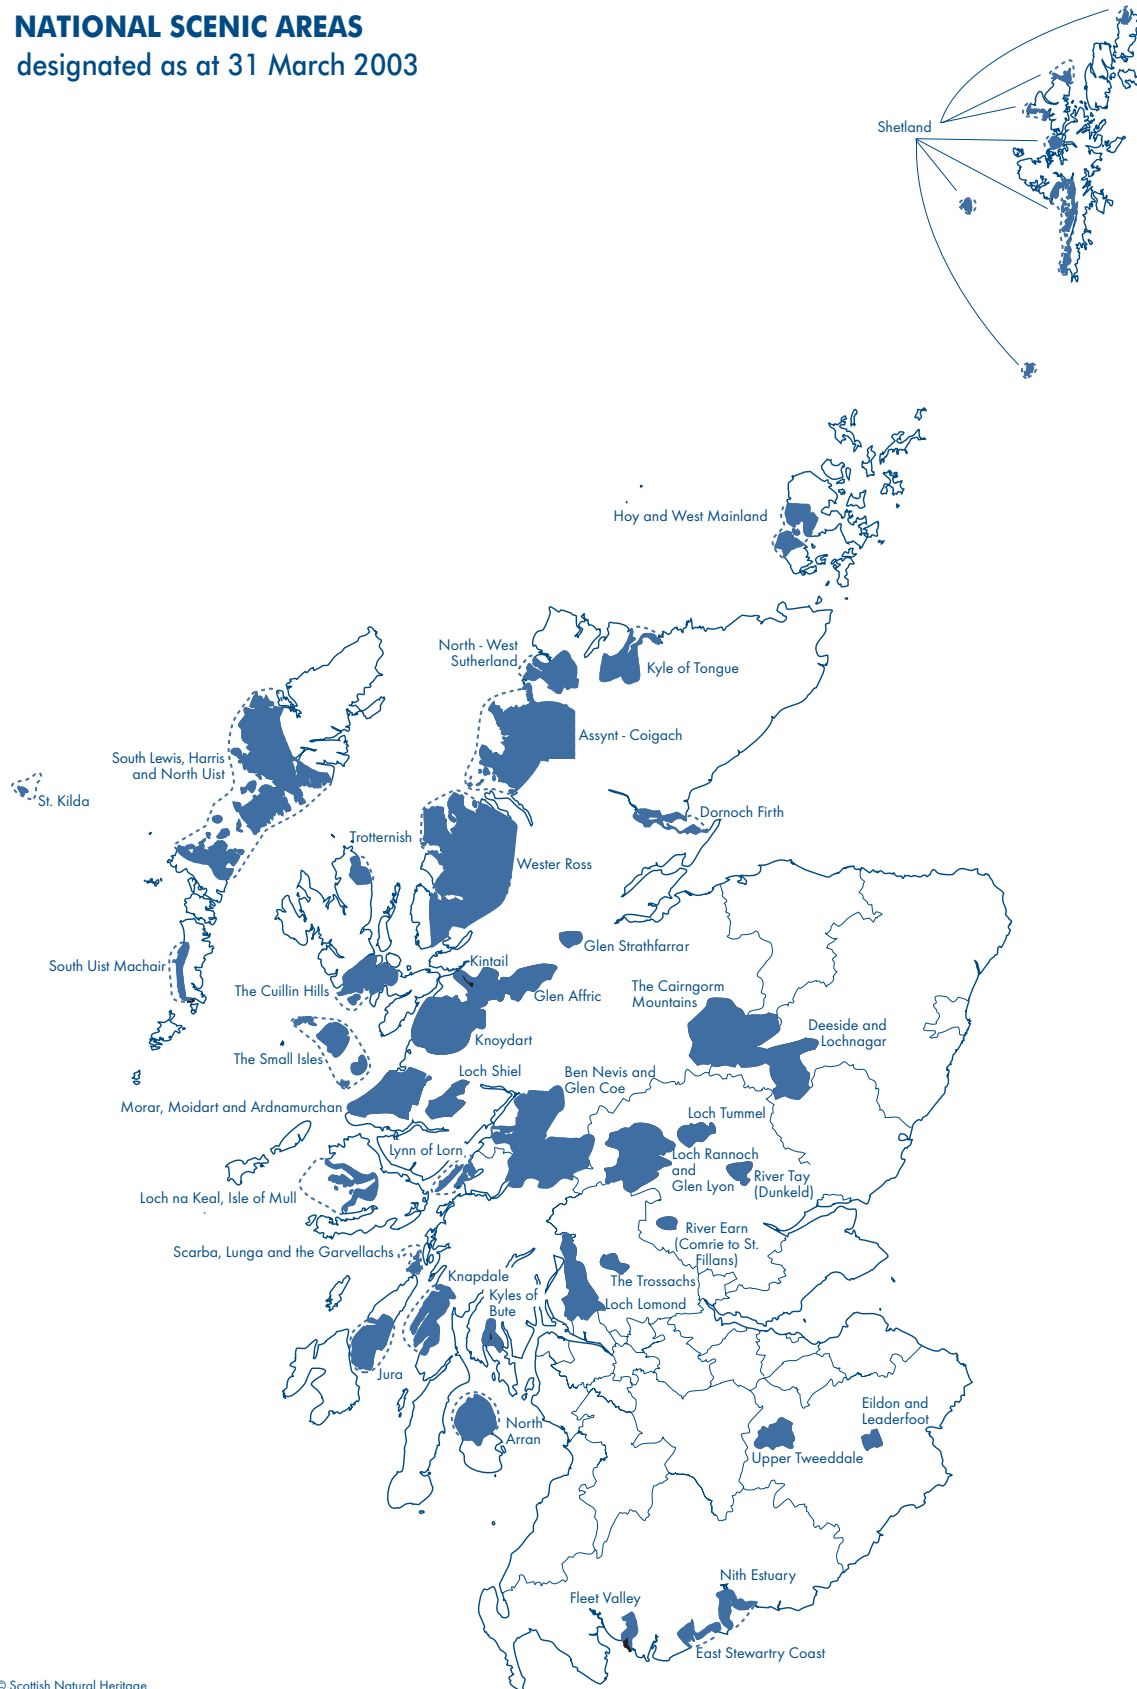 NATIONAL SCENIC AREAS
designated as at 31 March 2003
Shetland
Hoy and West Mainland
North - West
Sutherland
Kyle of Tongue
Assynt - Coigach
South Lewis, Harris
and North Uist
St. Kilda
Dornoch Firth
Trotternish
Wester Ross
Glen Strathfarrar
South Uist Machair
Kintail
The Cuillin Hills
Glen Affric
The Cairngorm
Mountains
Deeside and
Lochnagar
Knoydart
The Small Isles
Loch Shiel
Ben Nevis and
Glen Coe
Morar, Moidart and Ardnamurchan
Loch Tummel
Lynn of Lorn
Loch Rannoch
and
Glen Lyon
River Tay
(Dunkeld)
Loch na Keal, Isle of Mull
River Earn
(Comrie to St.
Fillans)
Scarba, Lunga and the Garvellachs
Knapdale
The Trossachs
Kyles of
Bute
Loch Lomond
Jura
North
Arran
Eildon and
Leaderfoot
Upper Tweeddale
Nith Estuary
Fleet Valley
East Stewartry Coast
© Scottish Natural Heritage